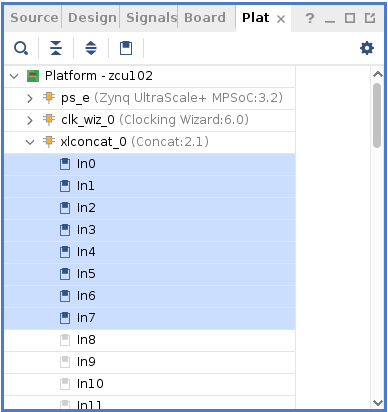 Source Design Signals Board Plat × ?
Platform - zcu102
ps_e (Zynq UltraScale+ MPSoC:3.2)
clk_wiz_0 (Clocking Wizard:6.0)
xlconcat_0 (Concat:2.1)
In0
In1
In2
In3
In4
In5
In6
In7
In8
In9
In10
In11